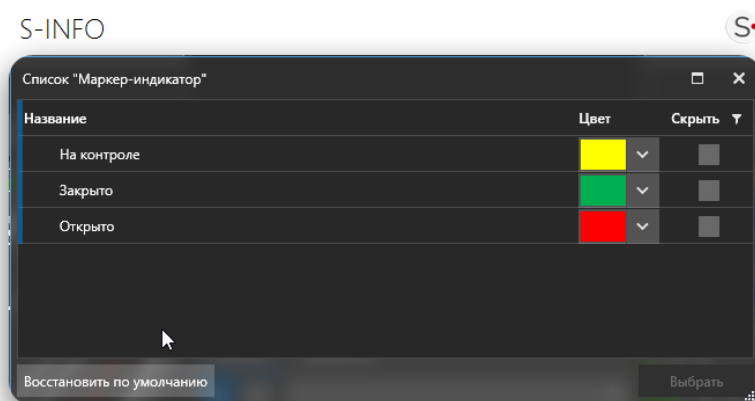 S-INFO
S
Список "Маркер-индикатор"
Название Цвет Скрыть
На контроле
Закрыто
Открыто
Восстановить по умолчанию Выбрать